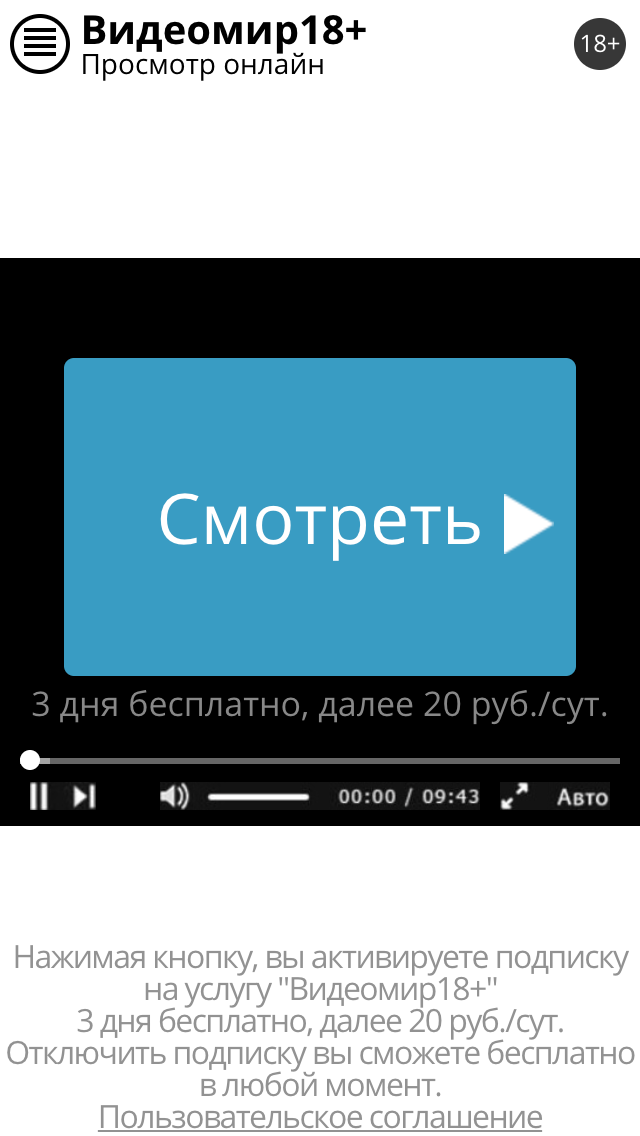 Видеомир18+
Просмотр онлайн
18+
Смотреть
3 дня бесплатно, далее 20 руб./сут.
00:00 / 09:43
Авто
Нажимая кнопку, вы активируете подписку
на услугу "Видеомир18+"
3 дня бесплатно, далее 20 руб./сут.
Отключить подписку вы сможете бесплатно
в любой момент.
Пользовательское соглашение